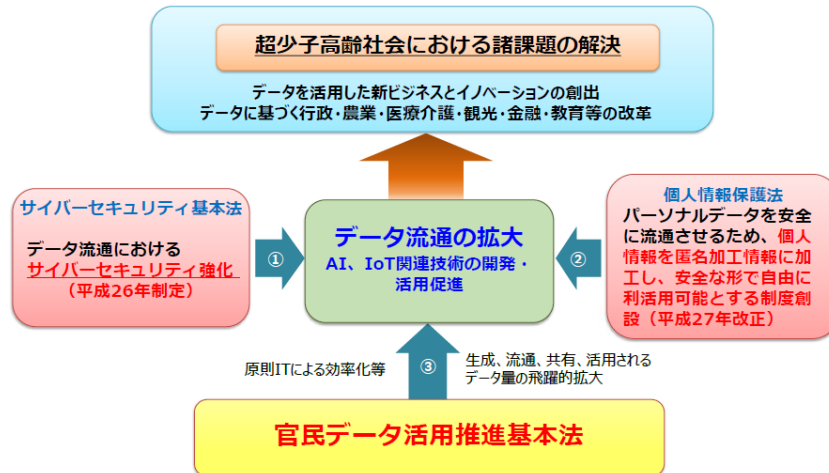 超少子高齢社会における諸課題の解決
データを活用した新ビジネスとイノベーションの創出
データに基づく行政・農業・医療介護・観光・金融・教育等の改革
サイバーセキュリティ基本法
データ流通における
サイバーセキュリティ強化
（平成26年制定）
①
データ流通の拡大
AI、IoT関連技術の開発・
活用促進
②
個人情報保護法
パーソナルデータを安全
に流通させるため、個人
情報を匿名加工情報に加
工し、安全な形で自由に
利活用可能とする制度創
設（平成27年改正）
原則ITによる効率化等
③
生成、流通、共有、活用される
データ量の飛躍的拡大
官民データ活用推進基本法